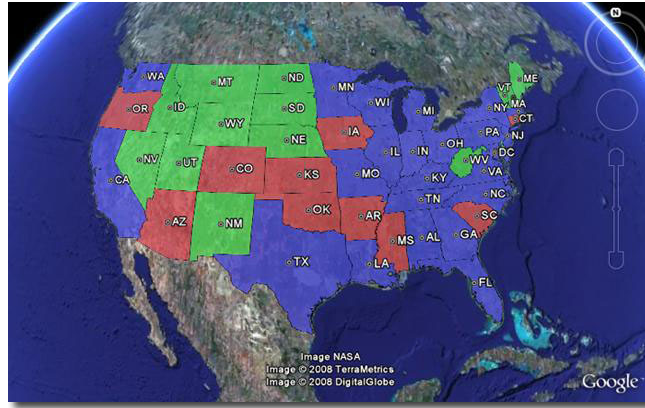 N
WA
MT
ND
MN
ME
VT
OR
ID
SD
WI
MI
NY
MA
CT
WY
IA
PA
NJ
NE
OH
DC
NV
UT
IL
IN
WV
VA
CO
KS
MO
KY
CA
NC
TN
OK
AR
SC
AZ
NM
MS
AL
GA
TX
LA
FL
Image NASA
Image © 2008 TerraMetrics
Image © 2008 DigitalGlobe
Google